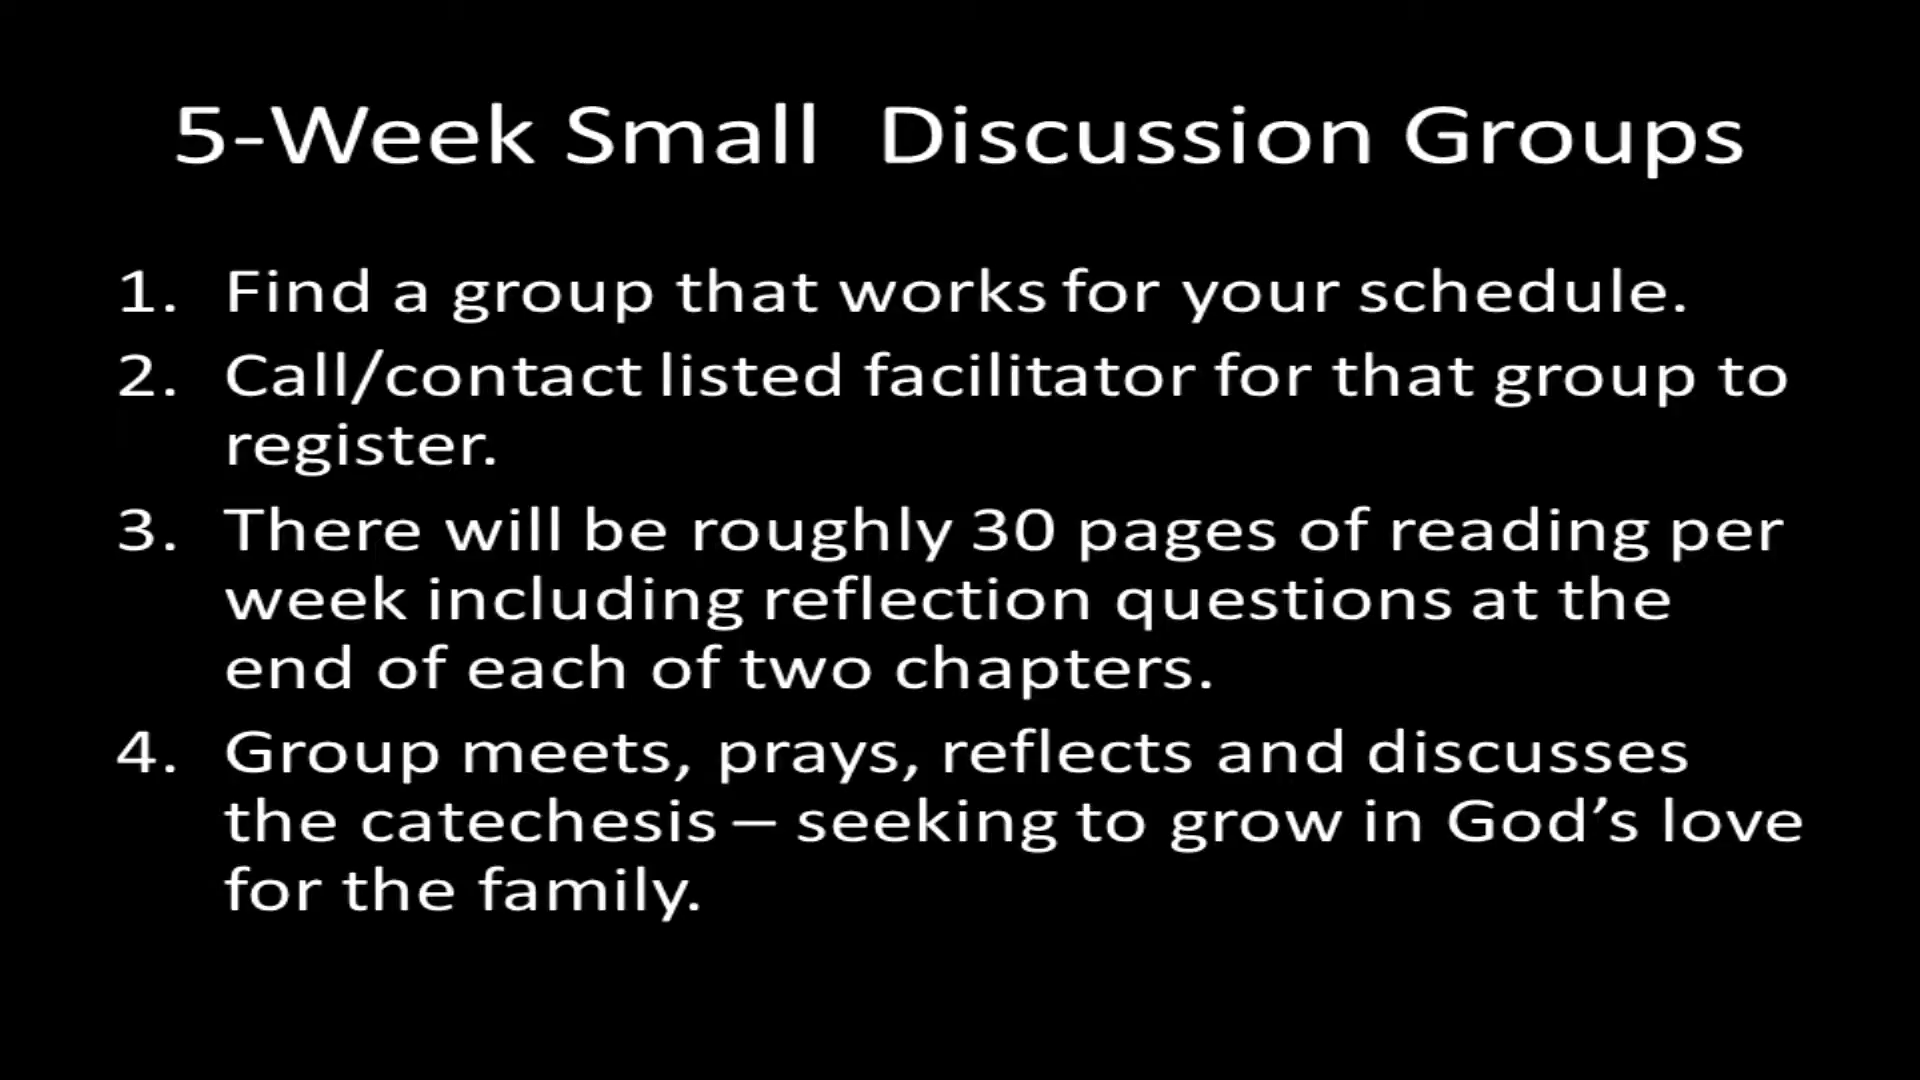 5-Week Small  Discussion Groups
1. Find a group that works for your schedule.
2. Call/contact listed facilitator for that group to
register.
3. There will be roughly 30 pages of reading per
week including reflection questions at the
end of each of two chapters.
4. Group meets, prays, reflects and discusses
the catechesis – seeking to grow in God’s love
for the family.